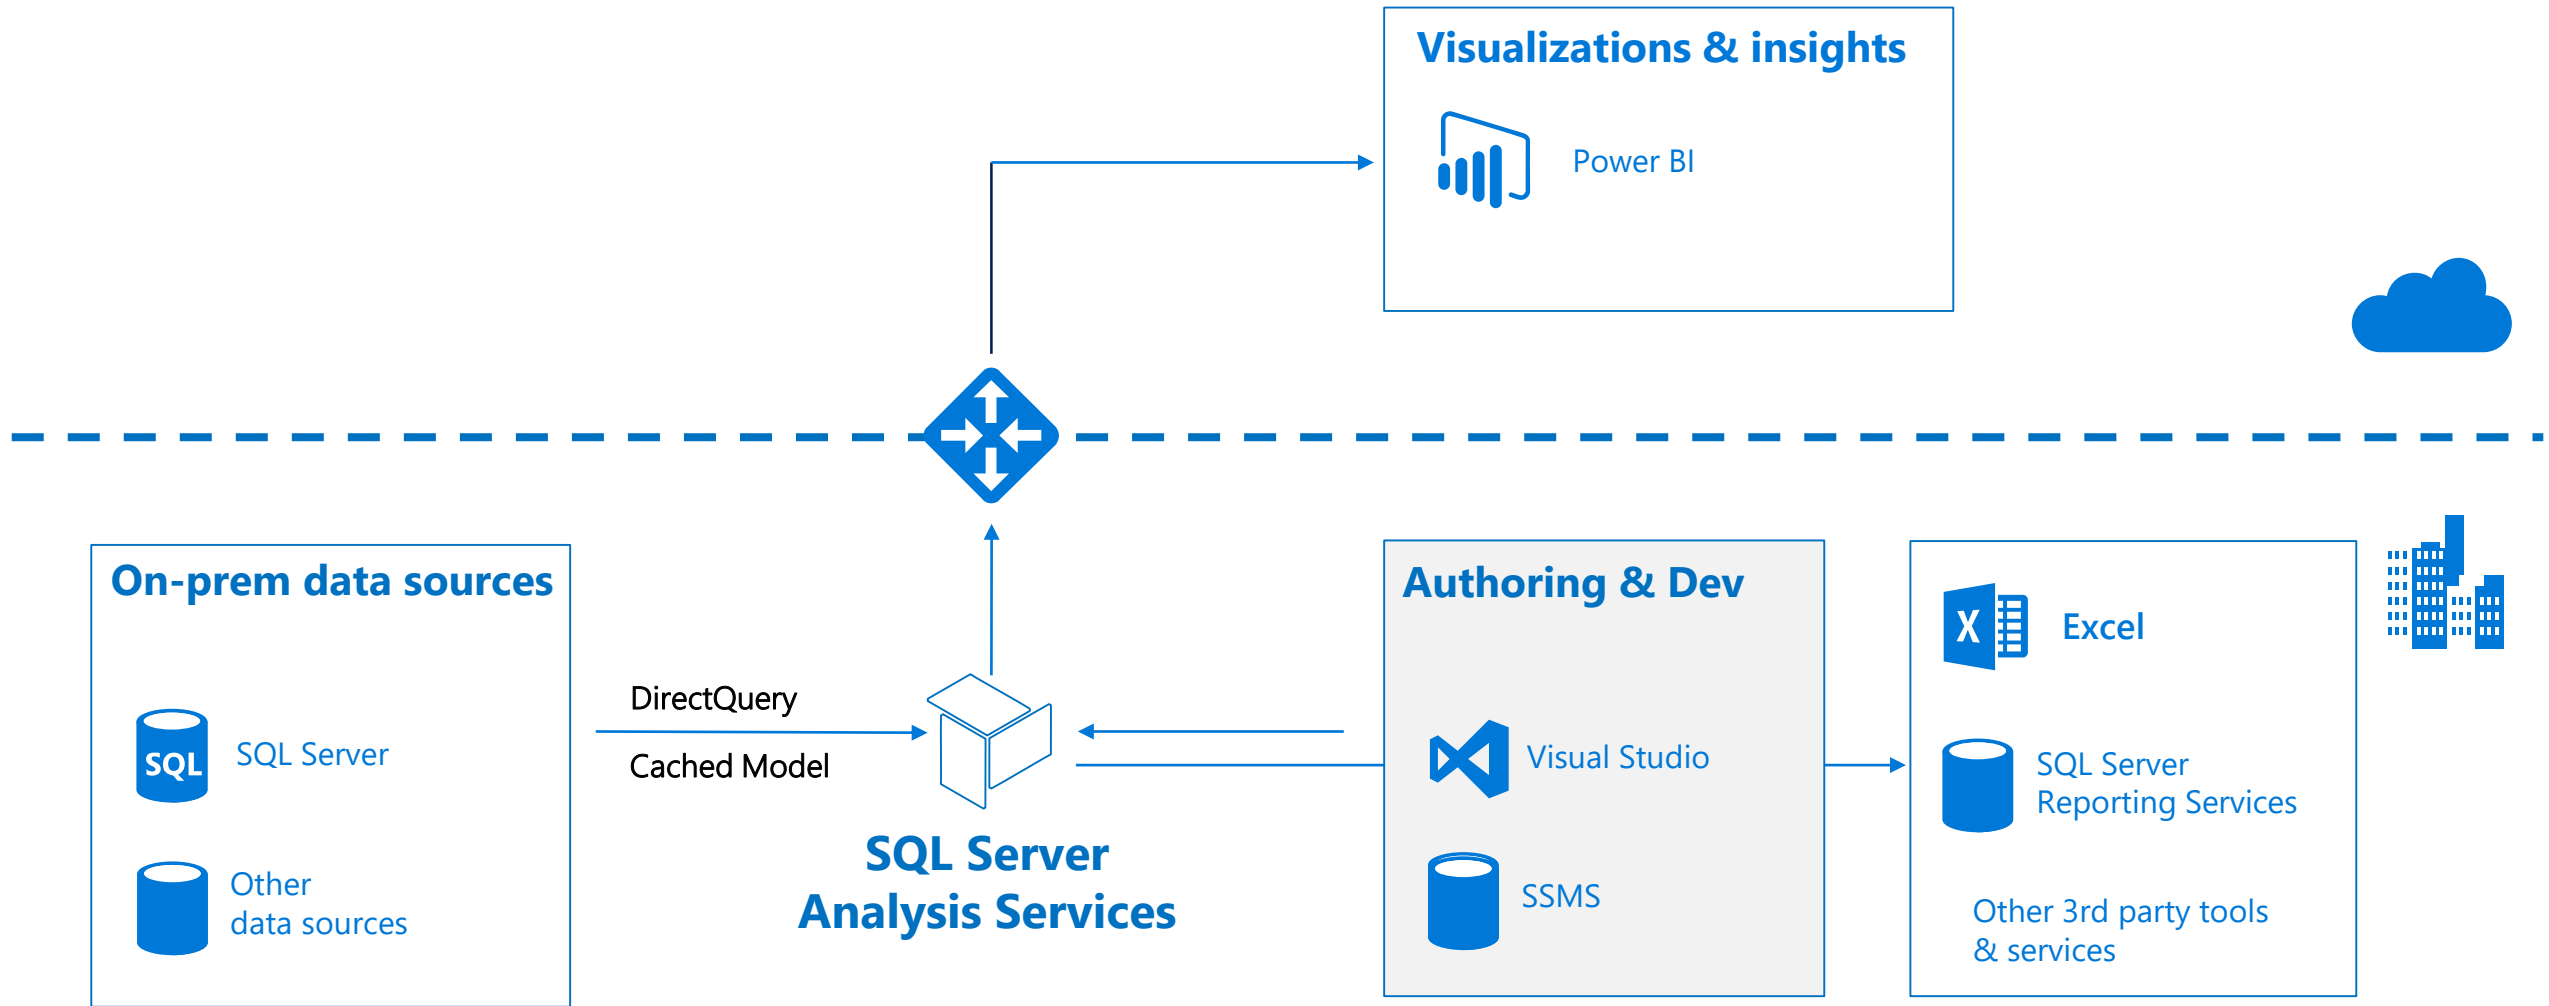 Visualizations & insights
Power BI
On-prem data sources
SQL
SQL Server
Other
data sources
DirectQuery
Cached Model
SQL Server
Analysis Services
Authoring & Dev
Visual Studio
SSMS
X
Excel
SQL Server
Reporting Services
Other 3rd party tools
& services